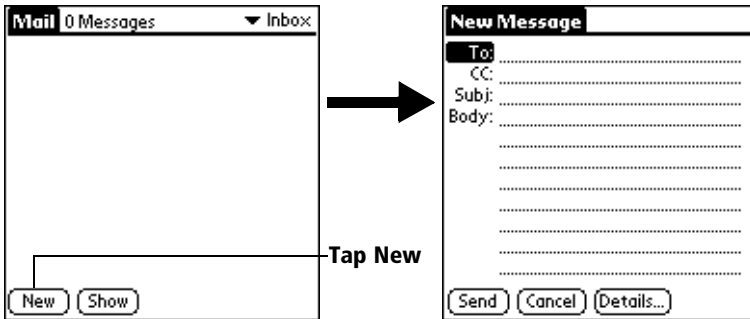 Mail 0 Messages Inbox
New Show
Tap New
New Message
To:
CC:
Subj:
Body:
Send Cancel Details...